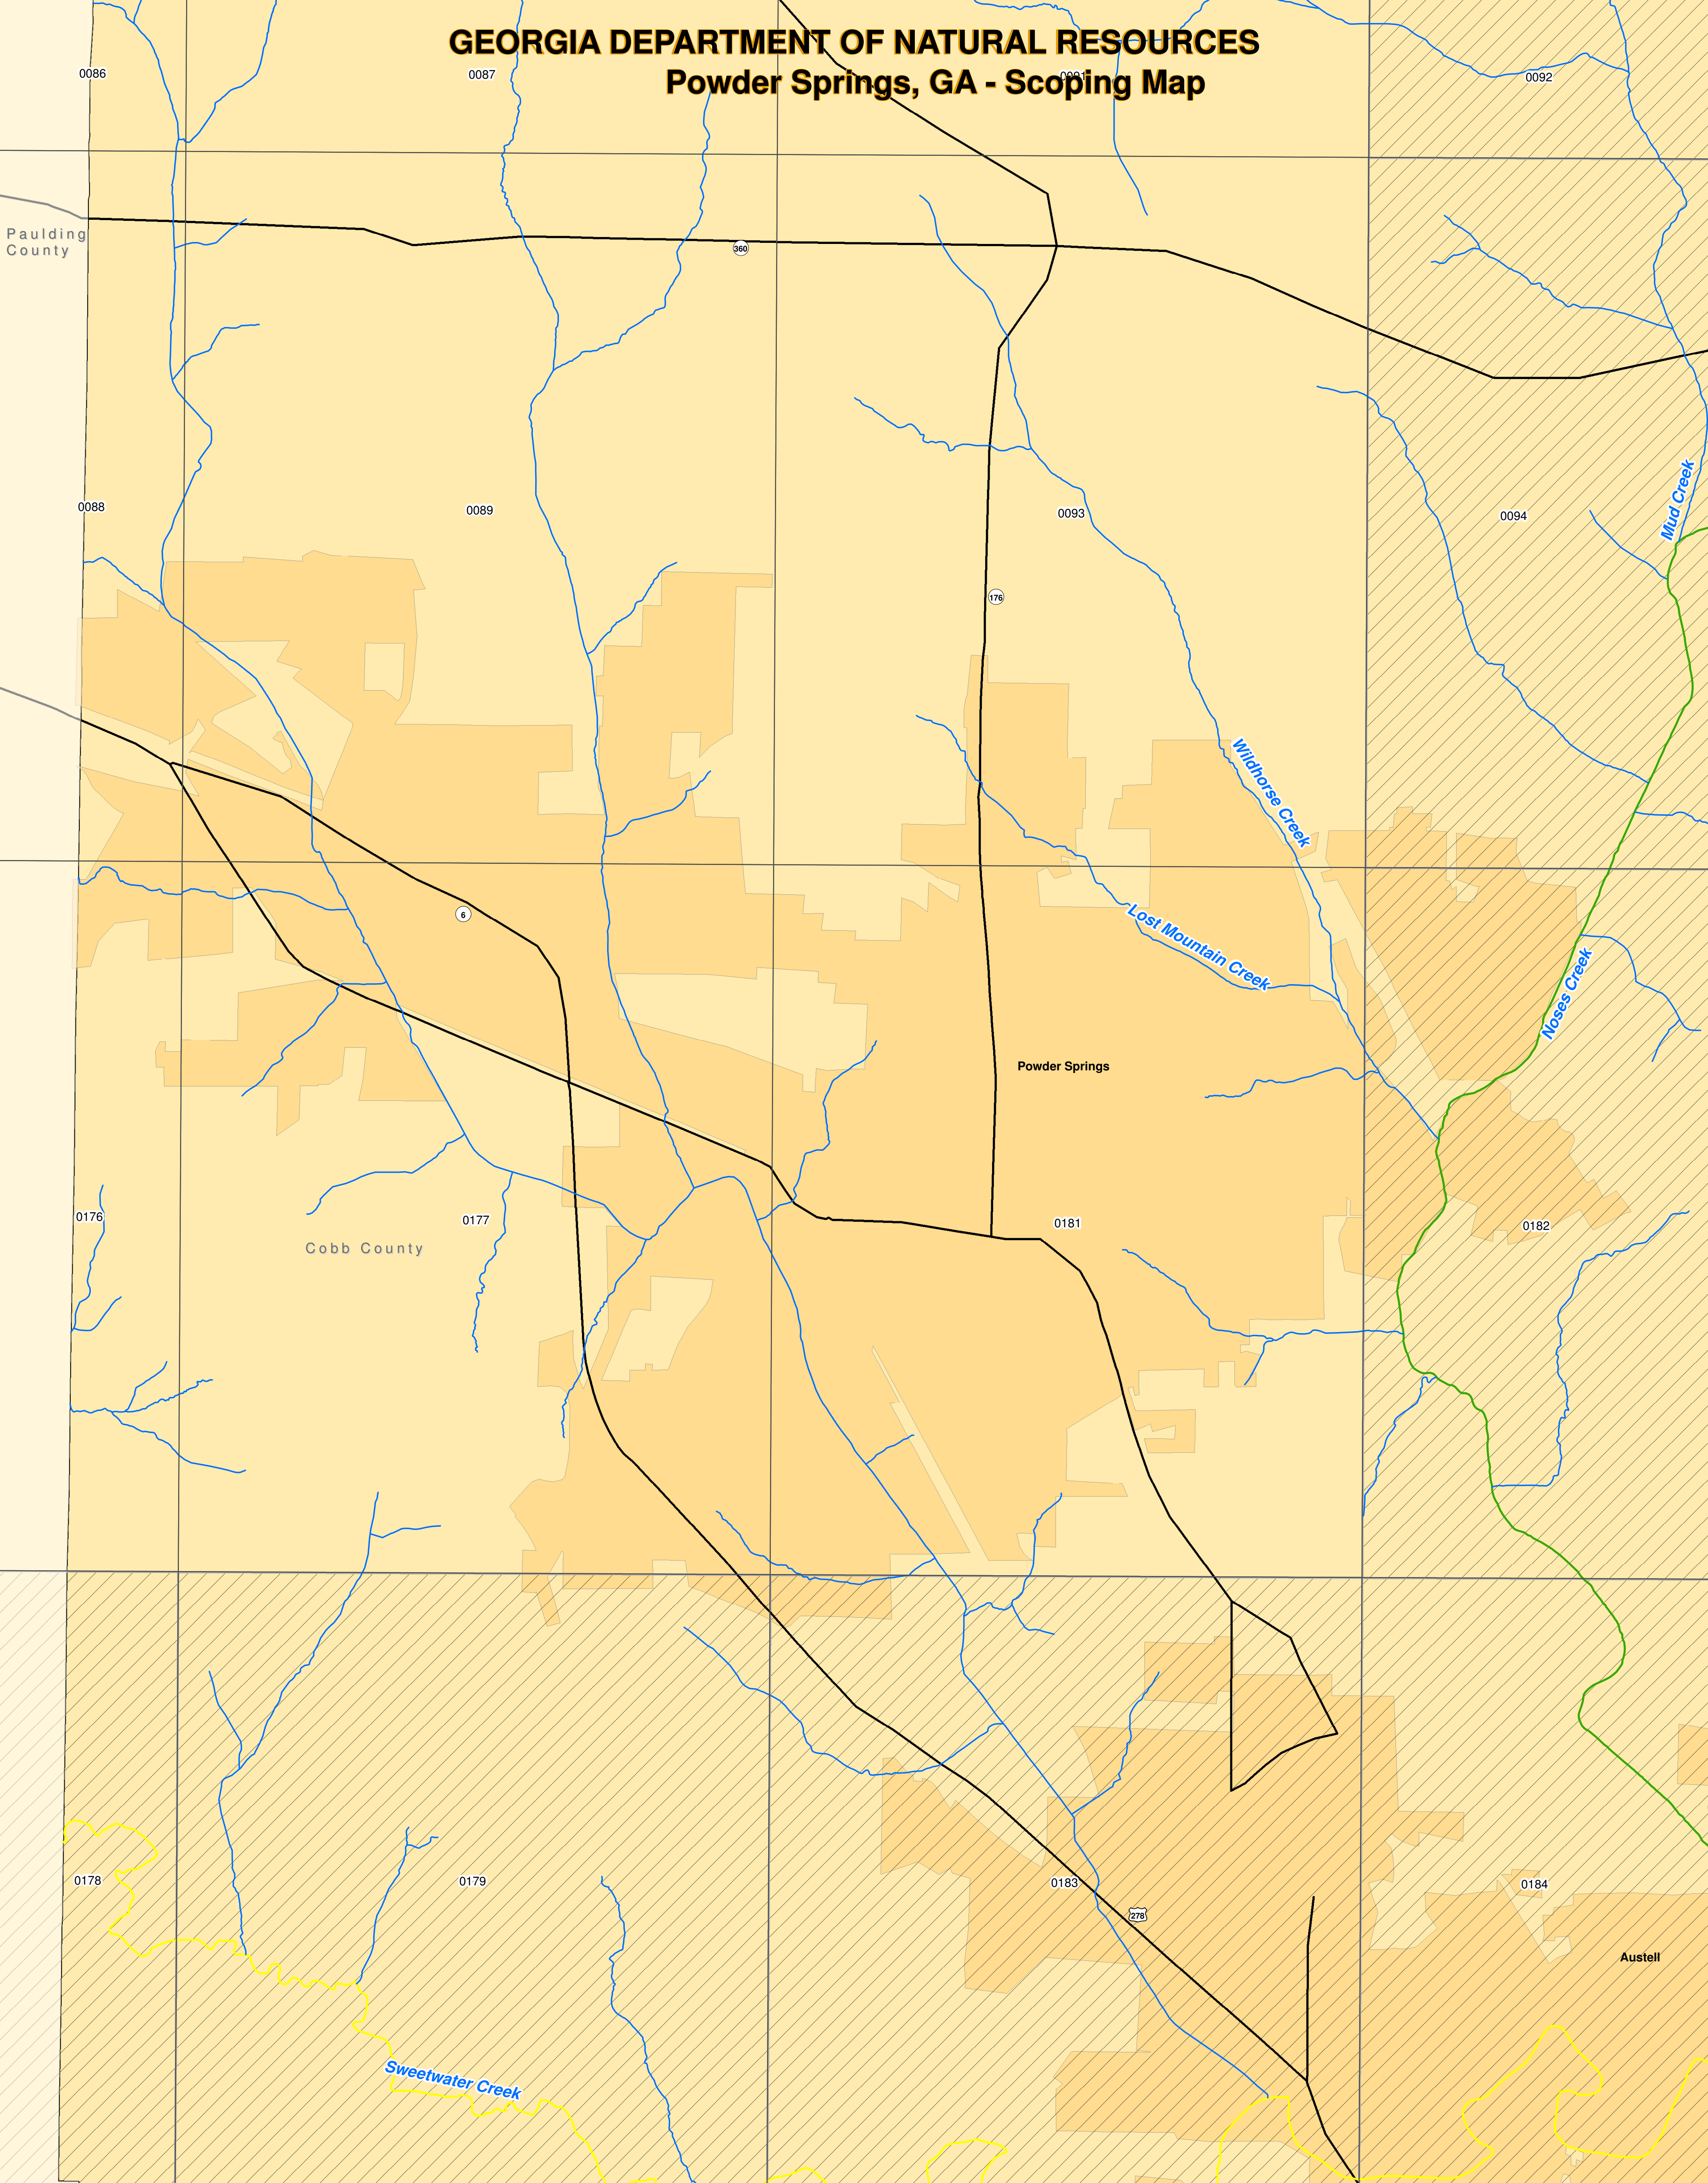 GEORGIA DEPARTMENT OF NATURAL RESOURCES
Powder Springs, GA - Scoping Map
0086
0087
0091
0092
Paulding
County
360
0088
0089
0093
0094
Mud Creek
176
Wildhorse Creek
6
Lost Mountain Creek
Noses Creek
Powder Springs
0176
0177
0181
0182
Cobb County
0178
0179
0183
0184
278
Austell
Sweetwater Creek